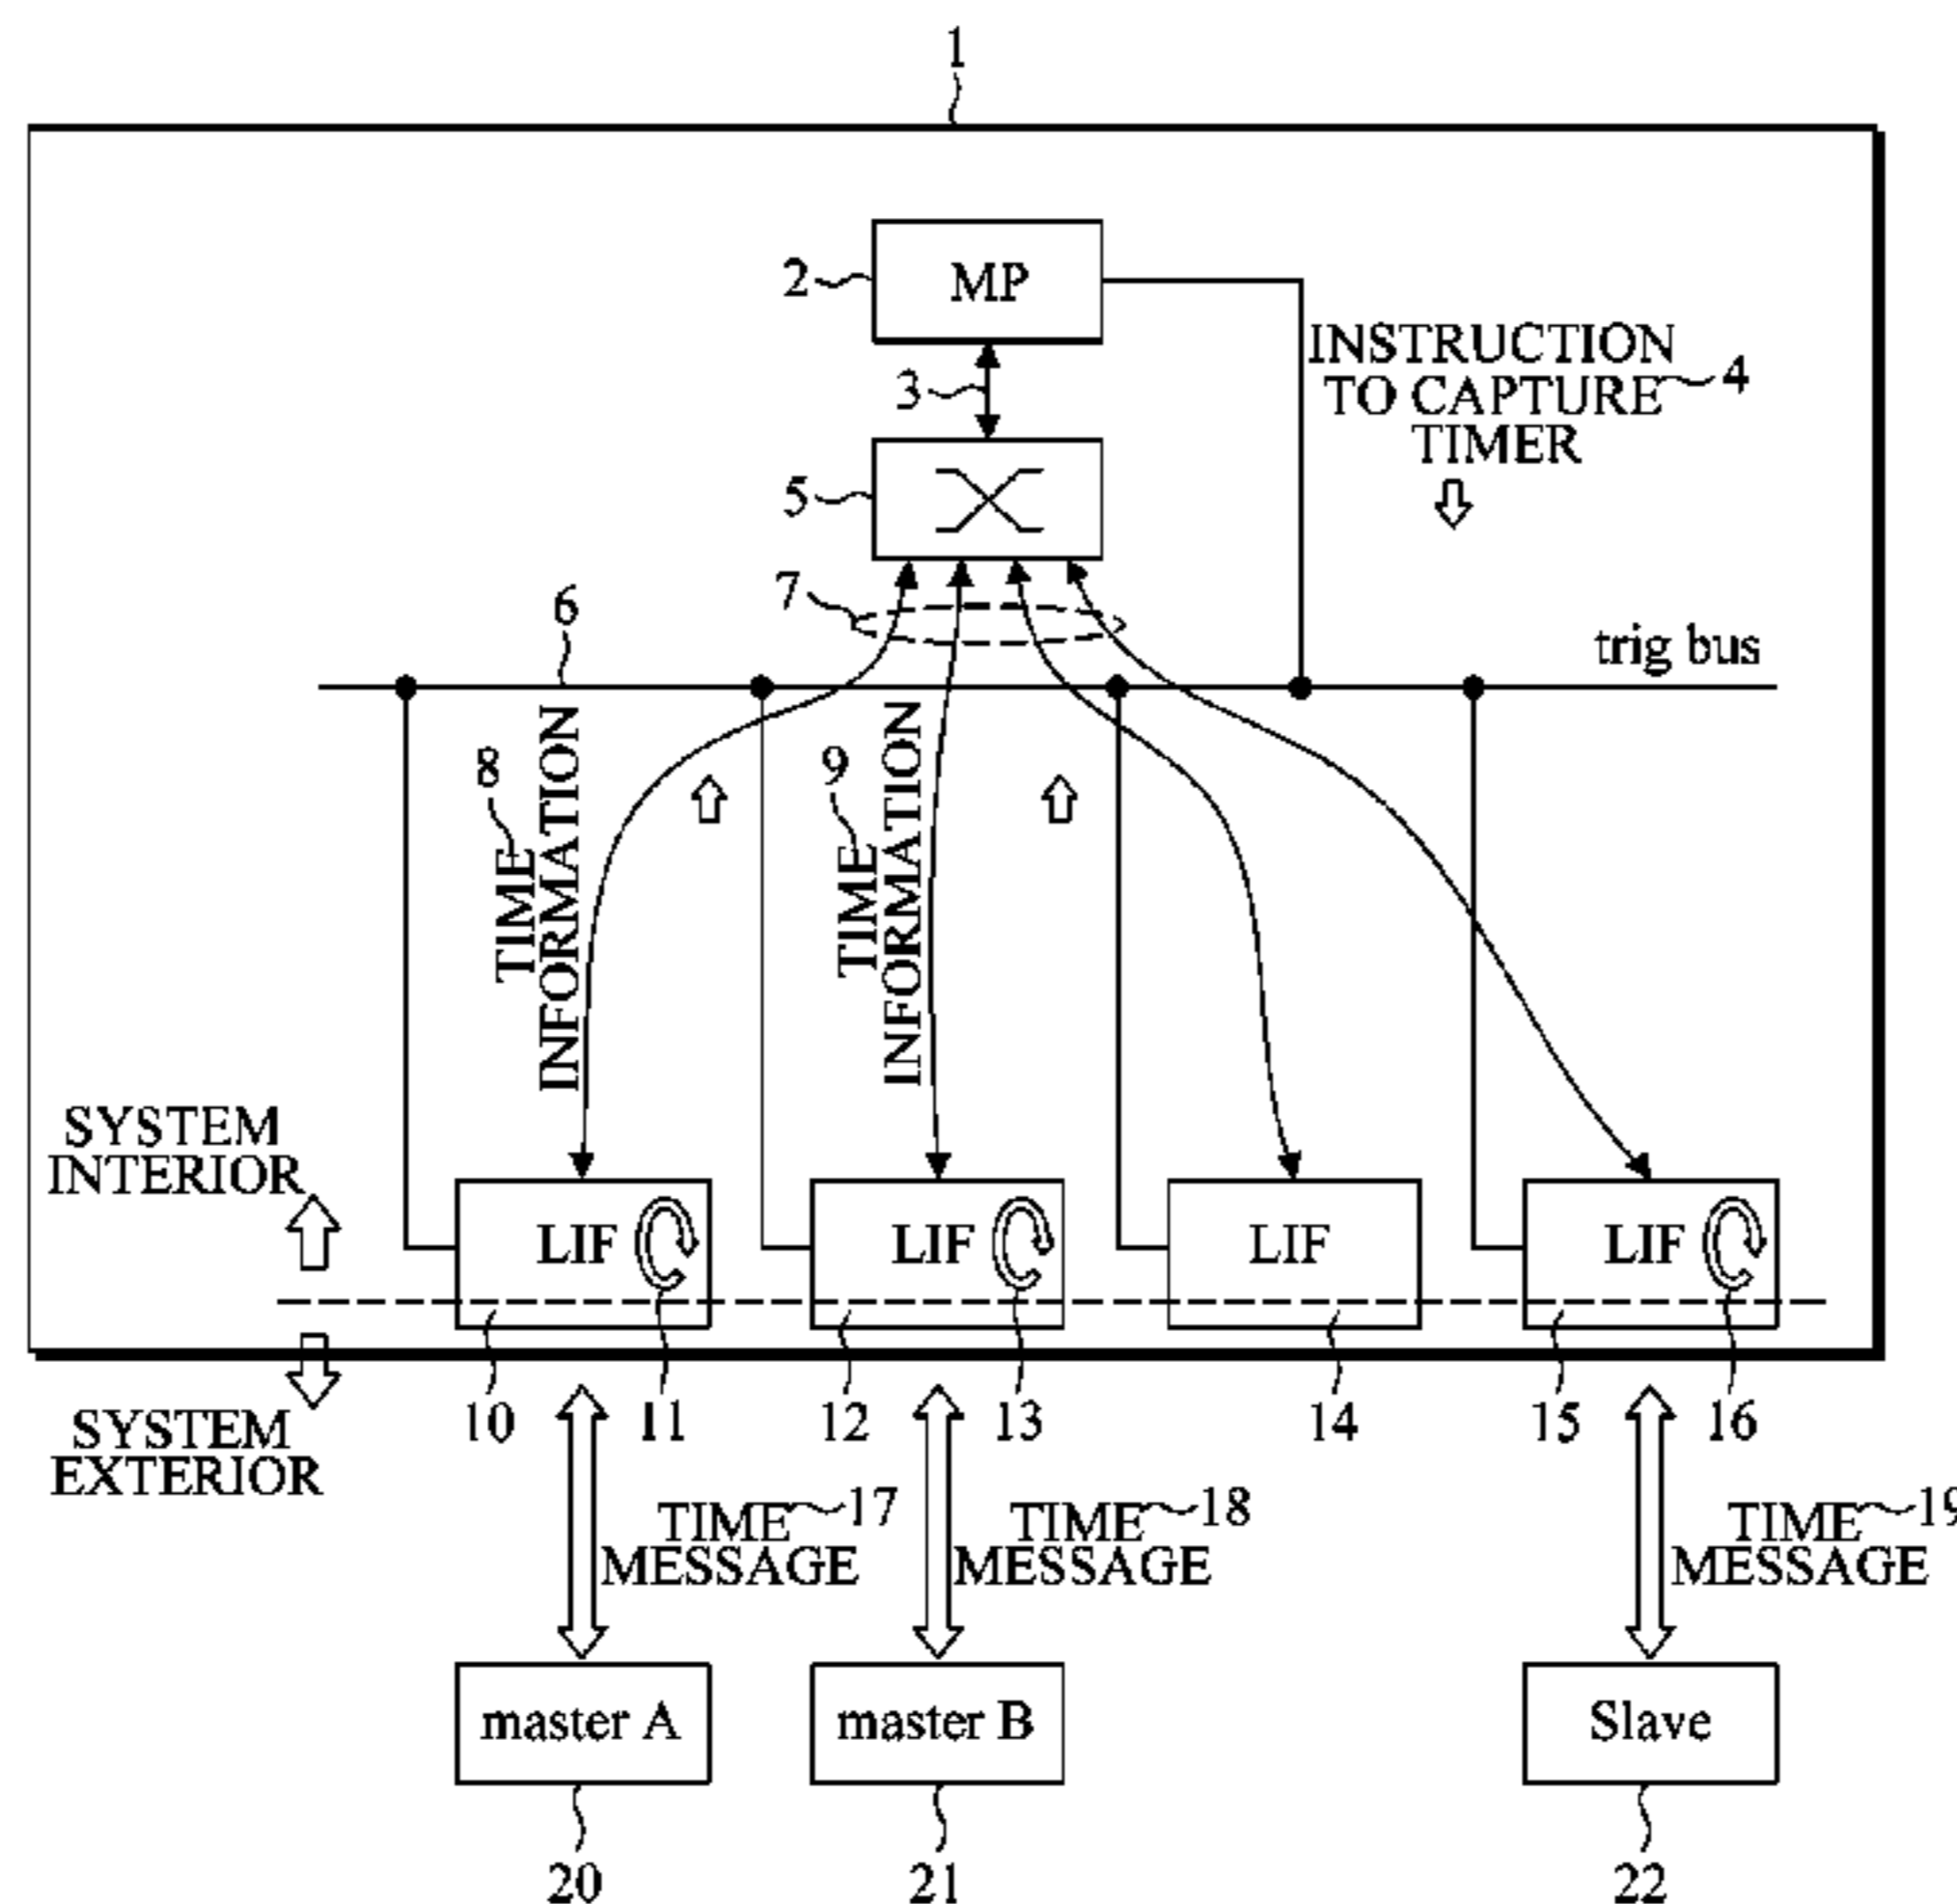 1
2
MP
INSTRUCTION
TO CAPTURE
TIMER
4
3
5
7
6
trig bus
8
TIME
INFORMATION
9
TIME
INFORMATION
SYSTEM
INTERIOR
LIF
LIF
LIF
LIF
10
11
12
13
14
15
16
SYSTEM
EXTERIOR
TIME
MESSAGE
17
TIME
MESSAGE
18
TIME
MESSAGE
19
master A
master B
Slave
20
21
22